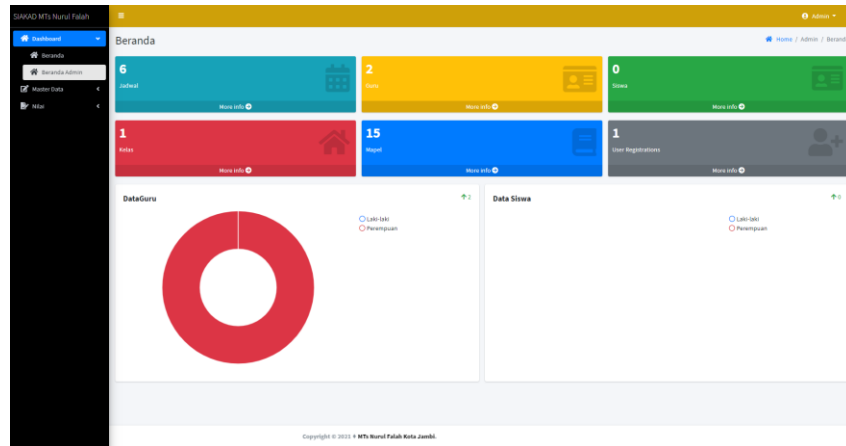 SIAKAD MTs Nurul Falah
Admin
Dashboard
Beranda
Beranda Admin
Master Data
Nilai
Beranda
Home / Admin / Berand
6
Jadwal
More info
2
Guru
More info
0
Siswa
More info
1
Kelas
More info
15
Mapel
More info
1
User Registrations
More info
DataGuru
2
Laki-laki
Perempuan
Data Siswa
0
Laki-laki
Perempuan
Copyright © 2021 MTs Nurul Falah Kota Jambi.